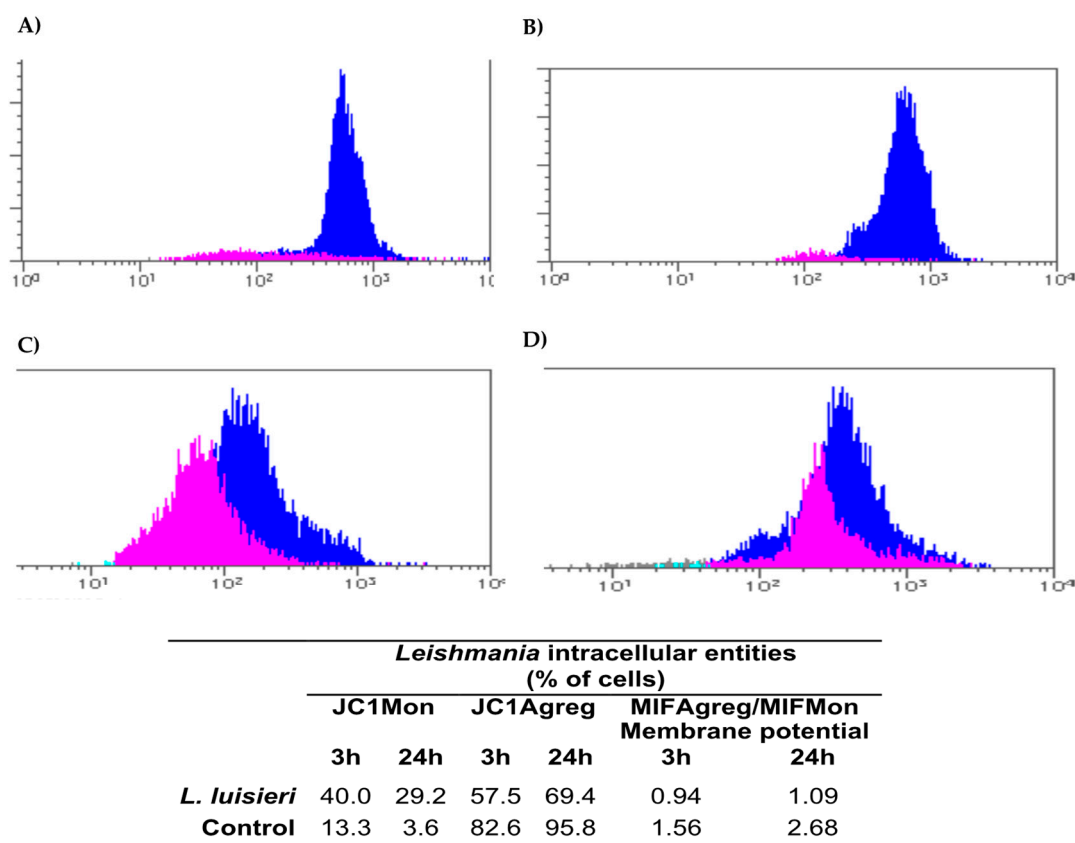 A)
B)
10⁰ 10¹ 10² 10³
10⁰ 10¹ 10² 10³ 10⁴
C)
D)
10¹ 10² 10³
10¹ 10² 10³ 10⁴
Leishmania intracellular entities
(% of cells)
JC1Mon JC1Agreg MIFAgreg/MIFMon
Membrane potential
3h 24h 3h 24h 3h 24h
L. luisieri 40.0 29.2 57.5 69.4 0.94 1.09
Control 13.3 3.6 82.6 95.8 1.56 2.68